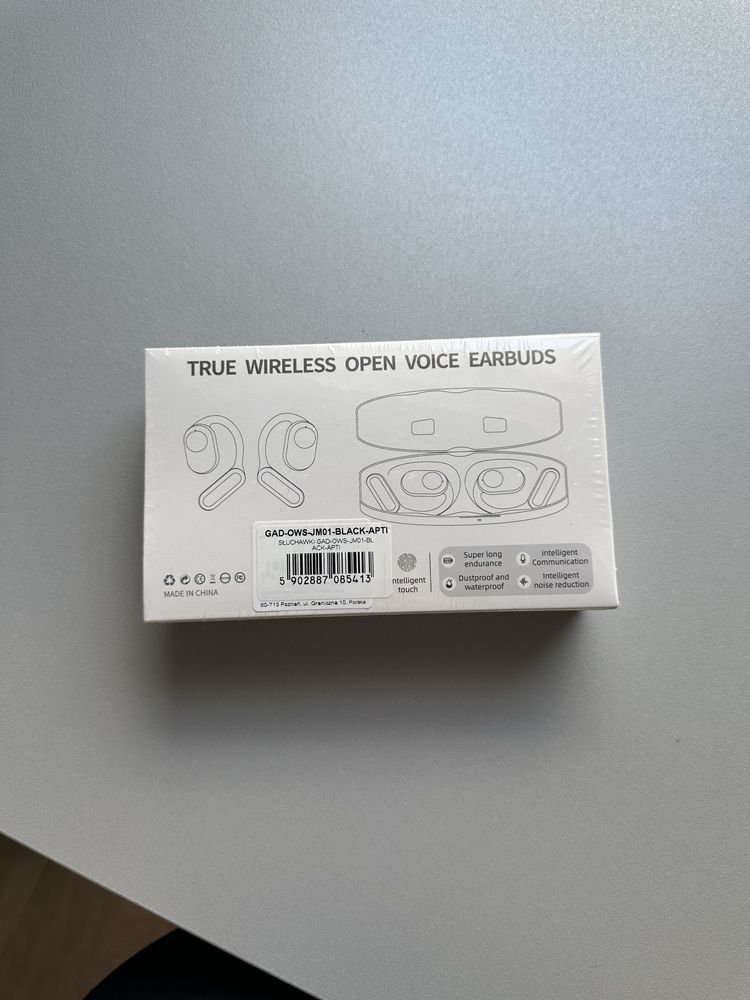 TRUE WIRELESS OPEN VOICE EARBUDS
GAD-OWS-JM01-BLACK-APTI
SŁUCHAWKI GAD-OWS-JM01-BL
ACK-APTI
5 902887 085413
60-713 Poznań, ul. Graniczna 10, Polska
MADE IN CHINA
ntelligent
touch
Super long
endurance
intelligent
Communication
Dustproof and
waterproof
Intelligent
noise reduction